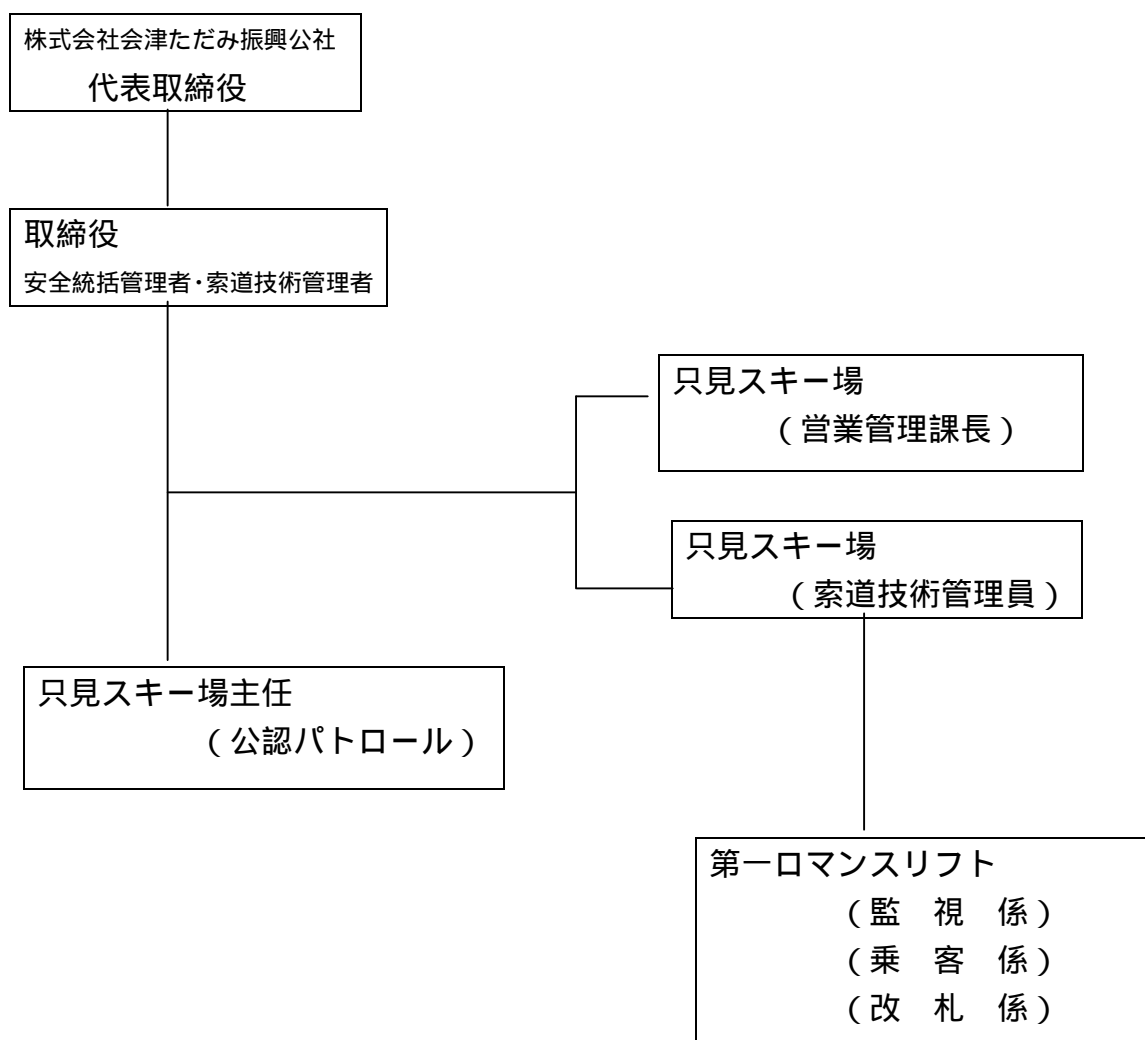 株式会社会津ただみ振興公社
代表取締役
取締役
安全統括管理者・索道技術管理者
只見スキー場
（営業管理課長）
只見スキー場
（索道技術管理員）
只見スキー場主任
（公認パトロール）
第一ロマンスリフト
（監　視　係）
（乗　客　係）
（改　札　係）